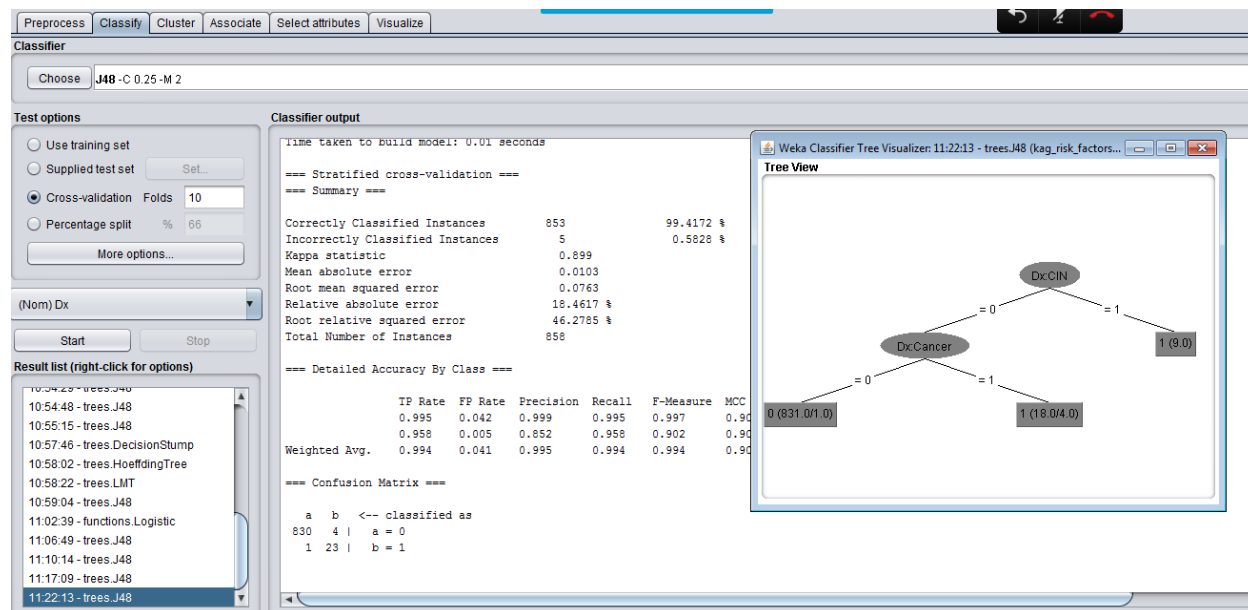 Preprocess Classify Cluster Associate Select attributes Visualize
Classifier
Choose J48 -C 0.25 -M 2
Test options
Use training set
Supplied test set Set...
Cross-validation Folds 10
Percentage split % 66
More options...
(Nom) Dx
Start Stop
Result list (right-click for options)
10:54:29 - trees.J48
10:54:48 - trees.J48
10:55:15 - trees.J48
10:57:46 - trees.DecisionStump
10:58:02 - trees.HoeffdingTree
10:58:22 - trees.LMT
10:59:04 - trees.J48
11:02:39 - functions.Logistic
11:06:49 - trees.J48
11:10:14 - trees.J48
11:17:09 - trees.J48
11:22:13 - trees.J48
Classifier output
Time taken to build model: 0.01 seconds
=== Stratified cross-validation ===
=== Summary ===
Correctly Classified Instances 853 99.4172 %
Incorrectly Classified Instances 5 0.5828 %
Kappa statistic 0.899
Mean absolute error 0.0103
Root mean squared error 0.0763
Relative absolute error 18.4617 %
Root relative squared error 46.2785 %
Total Number of Instances 858
=== Detailed Accuracy By Class ===
TP Rate FP Rate Precision Recall F-Measure MCC
0.995 0.042 0.999 0.995 0.997 0.90
0.958 0.005 0.852 0.958 0.902 0.90
Weighted Avg. 0.994 0.041 0.995 0.994 0.994 0.90
=== Confusion Matrix ===
a b <-- classified as
830 4 | a = 0
1 23 | b = 1
Weka Classifier Tree Visualizer: 11:22:13 - trees.J48 (kag_risk_factors...
Tree View
Dx:CIN
= 0 = 1
Dx:Cancer 1 (9.0)
= 0 = 1
0 (831.0/1.0) 1 (18.0/4.0)